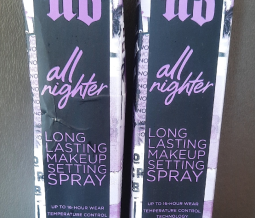 UD
all
nighter
LONG
LASTING
MAKEUP
SETTING
SPRAY
UP TO 16-HOUR WEAR
TEMPERATURE CONTROL
UD
all
nighter
LONG
LASTING
MAKEUP
SETTING
SPRAY
UP TO 16-HOUR WEAR
TEMPERATURE CONTROL
TECHNOLOGY